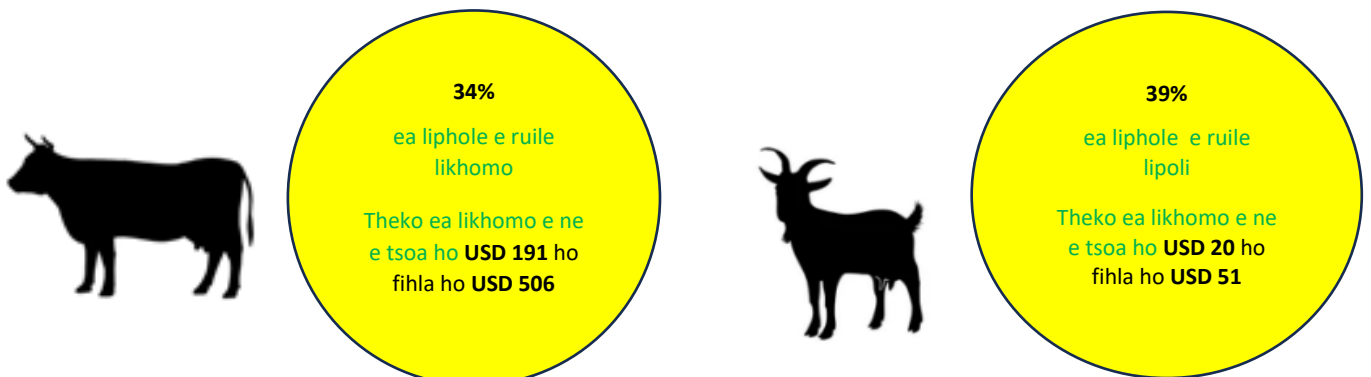 34%
ea liphole e ruile
likhomo
Theko ea likhomo e ne
e tsoa ho USD 191 ho
fihla ho USD 506
39%
ea liphole e ruile
lipoli
Theko ea likhomo e ne
e tsoa ho USD 20 ho
fihla ho USD 51